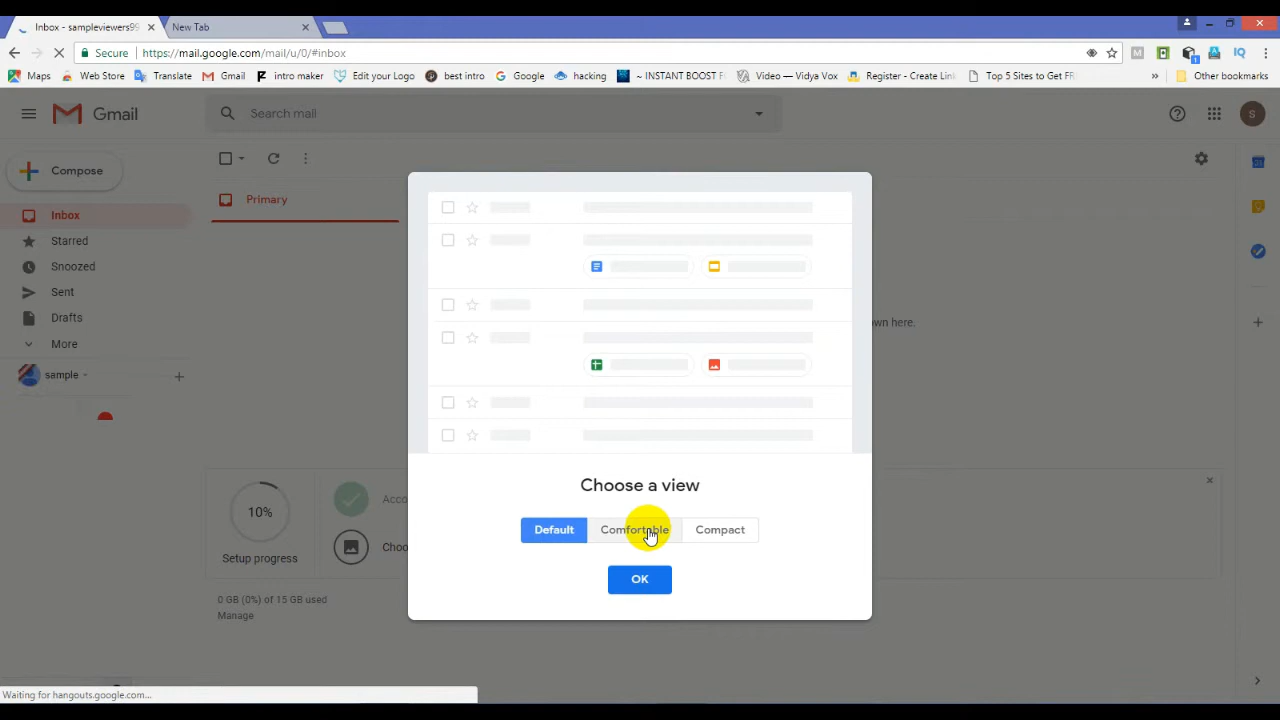 Inbox - sampleviewers99
New Tab
Secure
https://mail.google.com/mail/u/0/#inbox
Maps
Web Store
Translate
Gmail
intro maker
Edit your Logo
best intro
Google
hacking
~ INSTANT BOOST F
Video — Vidya Vox
Register - Create Link
Top 5 Sites to Get FR
»
Other bookmarks
Gmail
Search mail
S
Compose
Inbox
Starred
Snoozed
Sent
Drafts
More
sample
Primary
own here.
10%
Setup progress
Acco
Choo
0 GB (0%) of 15 GB used
Manage
Choose a view
Default
Comfortable
Compact
OK
Waiting for hangouts.google.com...